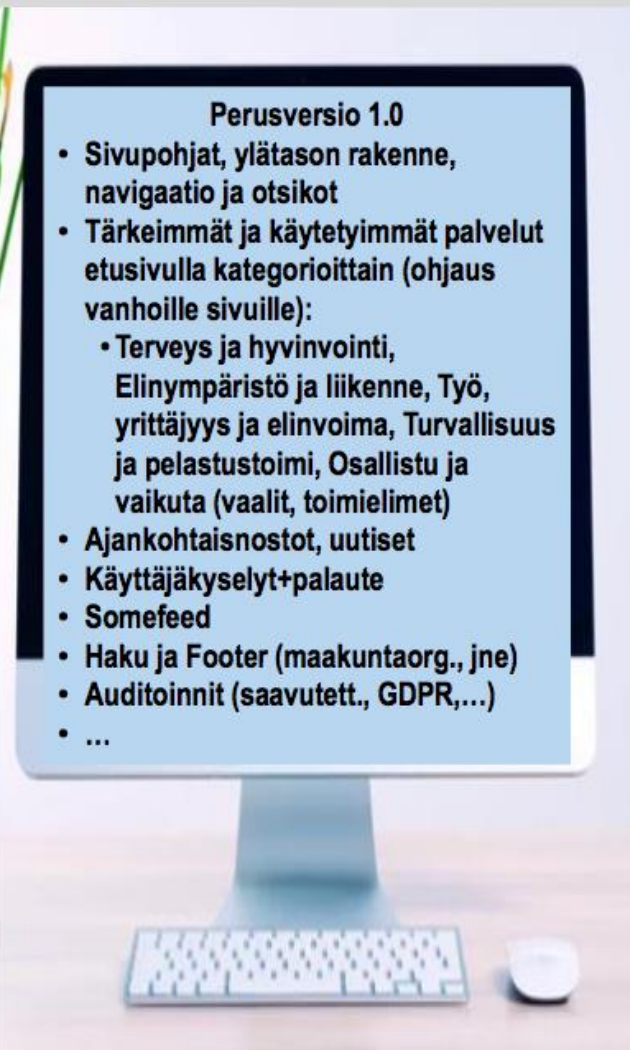 Perusversio 1.0
• Sivupohjat, ylätason rakenne,
navigaatio ja otsikot
• Tärkeimmät ja käytetyimmät palvelut
etusivulla kategorioittain (ohjaus
vanhoille sivuille):
• Terveys ja hyvinvointi,
Elinympäristö ja liikenne, Työ,
yrittäjyys ja elinvoima, Turvallisuus
ja pelastustoimi, Osallistu ja
vaikuta (vaalit, toimielimet)
• Ajankohtaisnostot, uutiset
• Käyttäjäkyselyt+palaute
• Somefeed
• Haku ja Footer (maakuntaorg., jne)
• Auditoinnit (saavutett., GDPR,...)
• ...